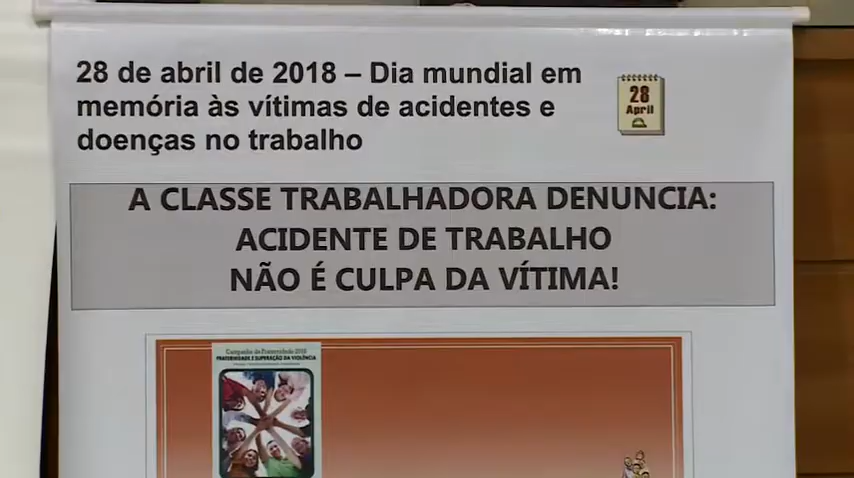 28 de abril de 2018 – Dia mundial em
memória às vítimas de acidentes e
doenças no trabalho
28
April
A CLASSE TRABALHADORA DENUNCIA:
ACIDENTE DE TRABALHO
NÃO É CULPA DA VÍTIMA!
Campanha da Fraternidade 2018
FRATERNIDADE E SUPERAÇÃO DA VIOLÊNCIA